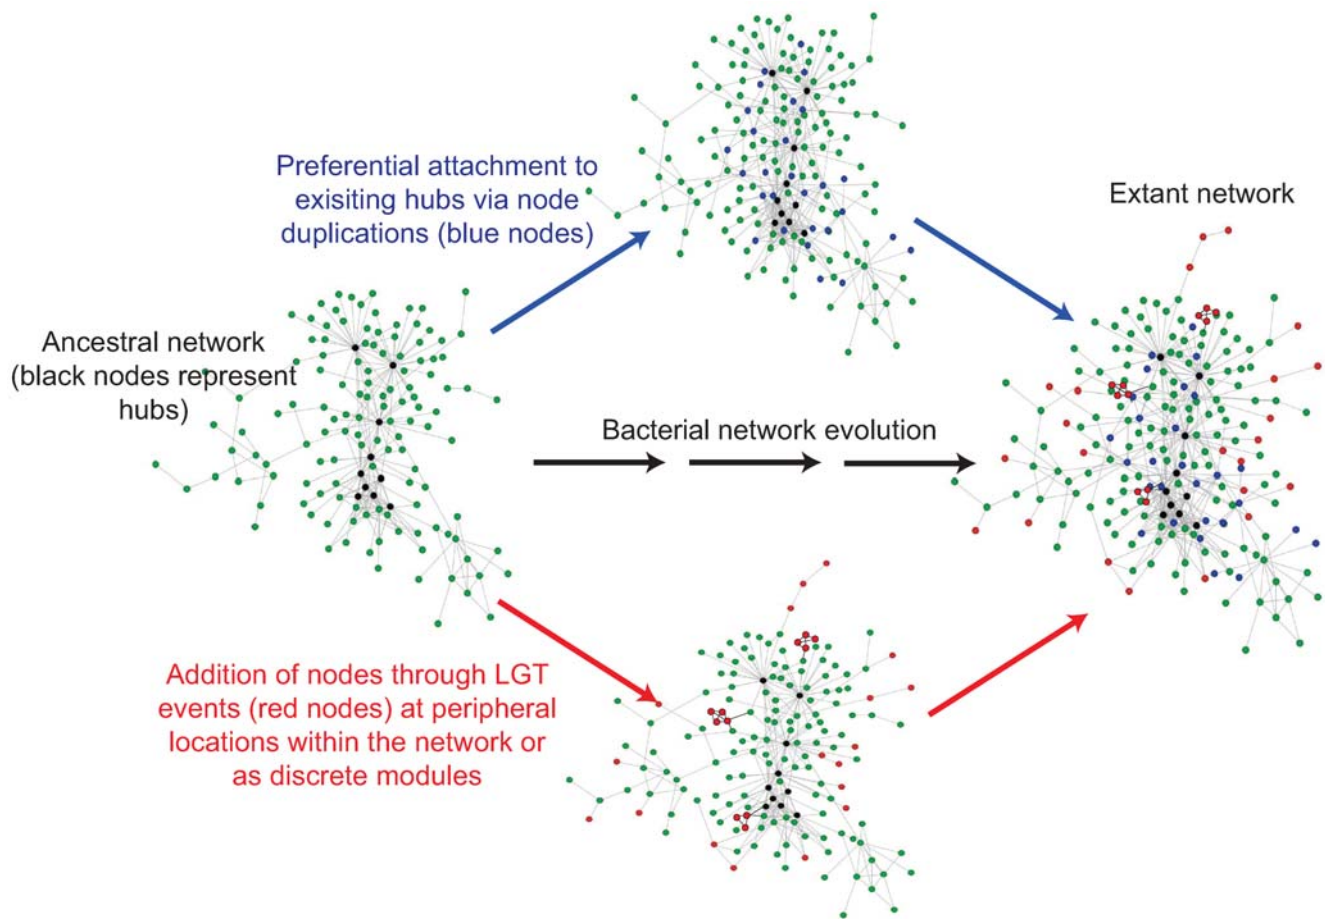 Preferential attachment to
exisiting hubs via node
duplications (blue nodes)
Extant network
Ancestral network
(black nodes represent
hubs)
Bacterial network evolution
Addition of nodes through LGT
events (red nodes) at peripheral
locations within the network or
as discrete modules